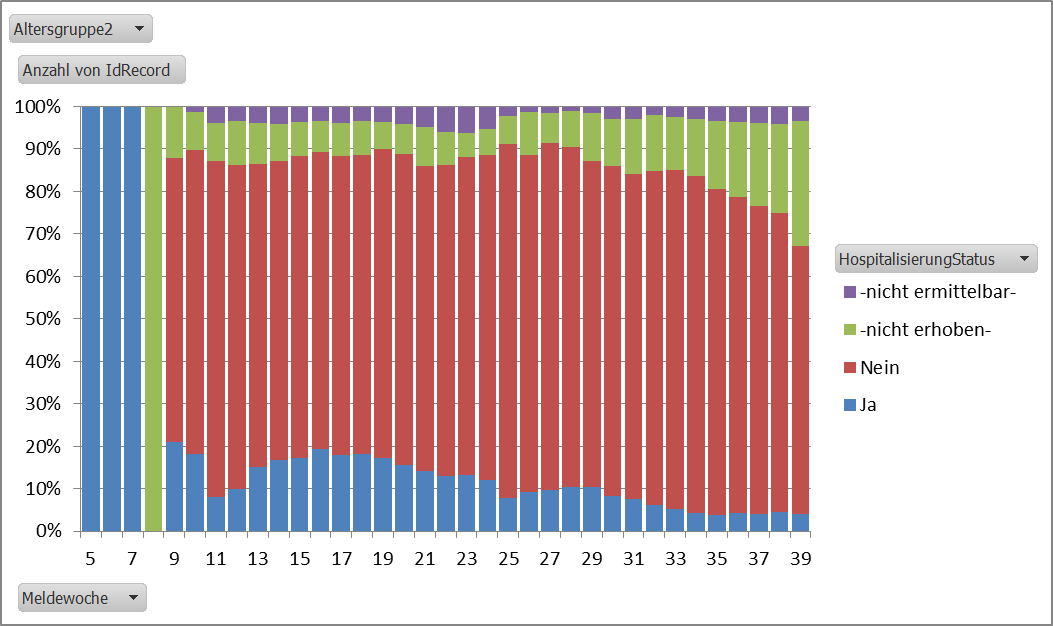 Altersgruppe2
Anzahl von IdRecord
100%
90%
80%
70%
60%
50%
40%
30%
20%
10%
0%
5 7 9 11 13 15 17 19 21 23 25 27 29 31 33 35 37 39
HospitalisierungStatus
-nicht ermittelbar-
-nicht erhoben-
Nein
Ja
Meldewoche